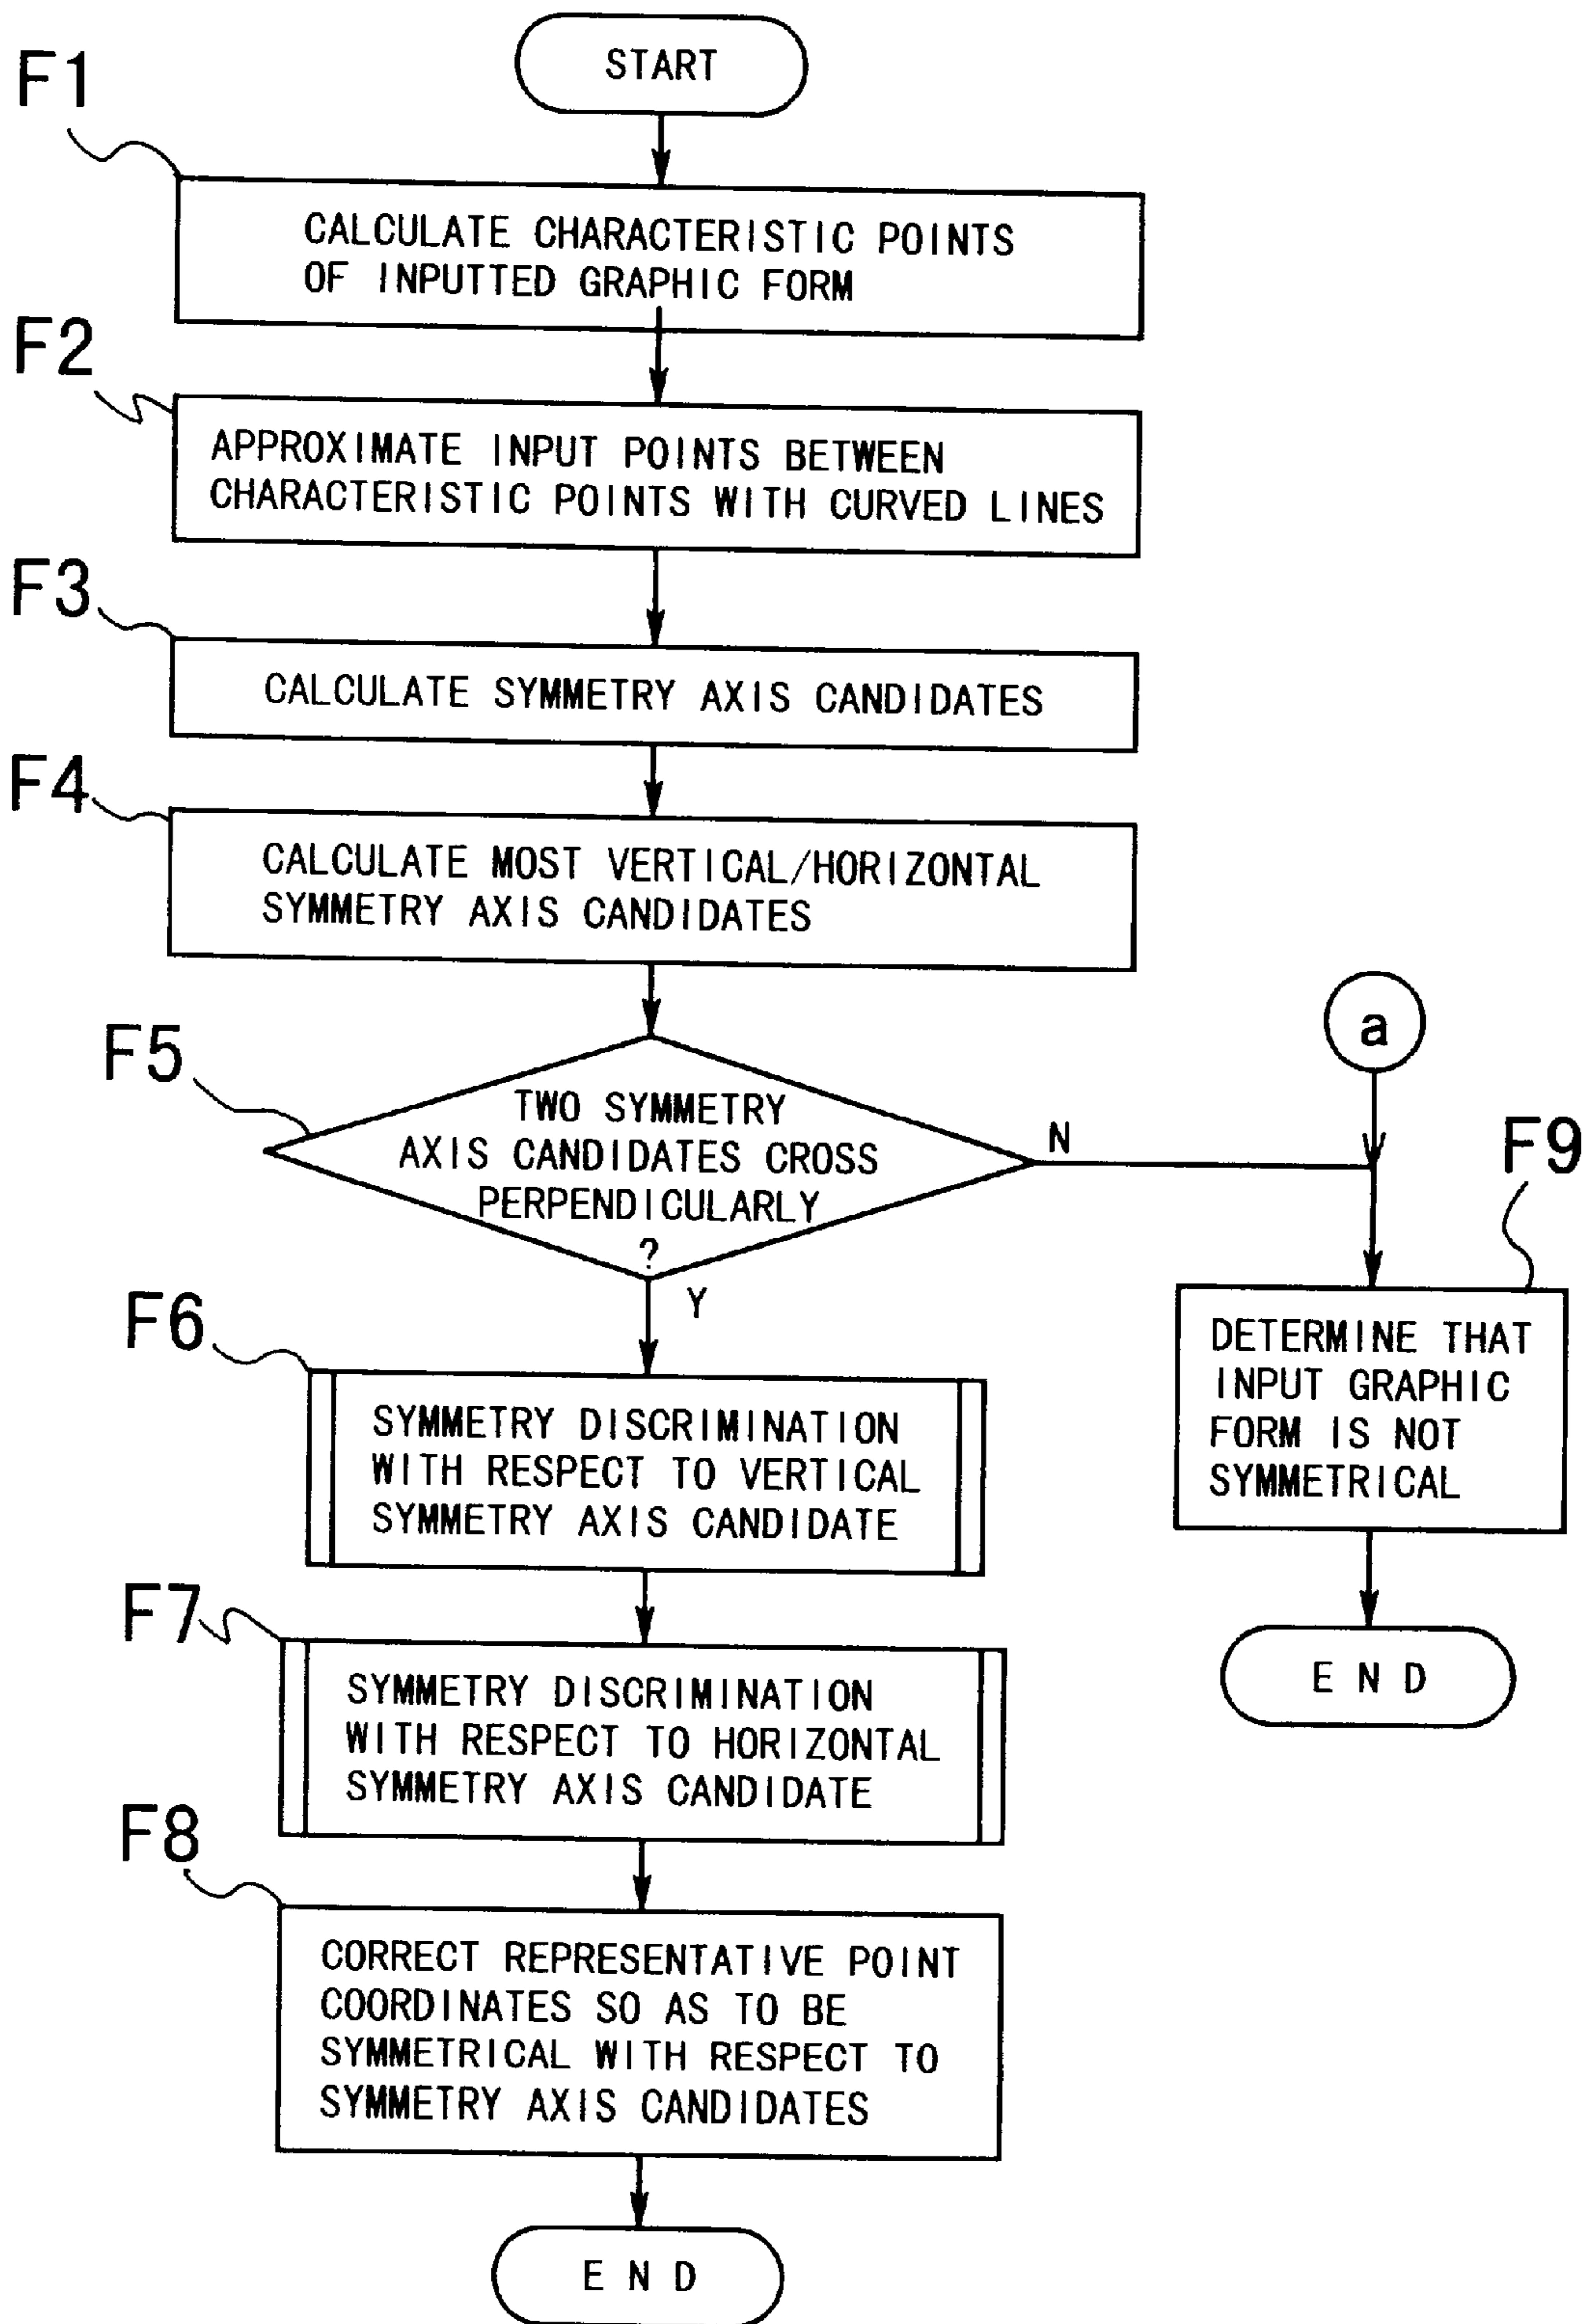 START
F1
CALCULATE CHARACTERISTIC POINTS
OF INPUTTED GRAPHIC FORM
F2
APPROXIMATE INPUT POINTS BETWEEN
CHARACTERISTIC POINTS WITH CURVED LINES
F3
CALCULATE SYMMETRY AXIS CANDIDATES
F4
CALCULATE MOST VERTICAL/HORIZONTAL
SYMMETRY AXIS CANDIDATES
F5
TWO SYMMETRY
AXIS CANDIDATES CROSS
PERPENDICULARLY
?
N
Y
a
F9
DETERMINE THAT
INPUT GRAPHIC
FORM IS NOT
SYMMETRICAL
END
F6
SYMMETRY DISCRIMINATION
WITH RESPECT TO VERTICAL
SYMMETRY AXIS CANDIDATE
F7
SYMMETRY DISCRIMINATION
WITH RESPECT TO HORIZONTAL
SYMMETRY AXIS CANDIDATE
F8
CORRECT REPRESENTATIVE POINT
COORDINATES SO AS TO BE
SYMMETRICAL WITH RESPECT TO
SYMMETRY AXIS CANDIDATES
END